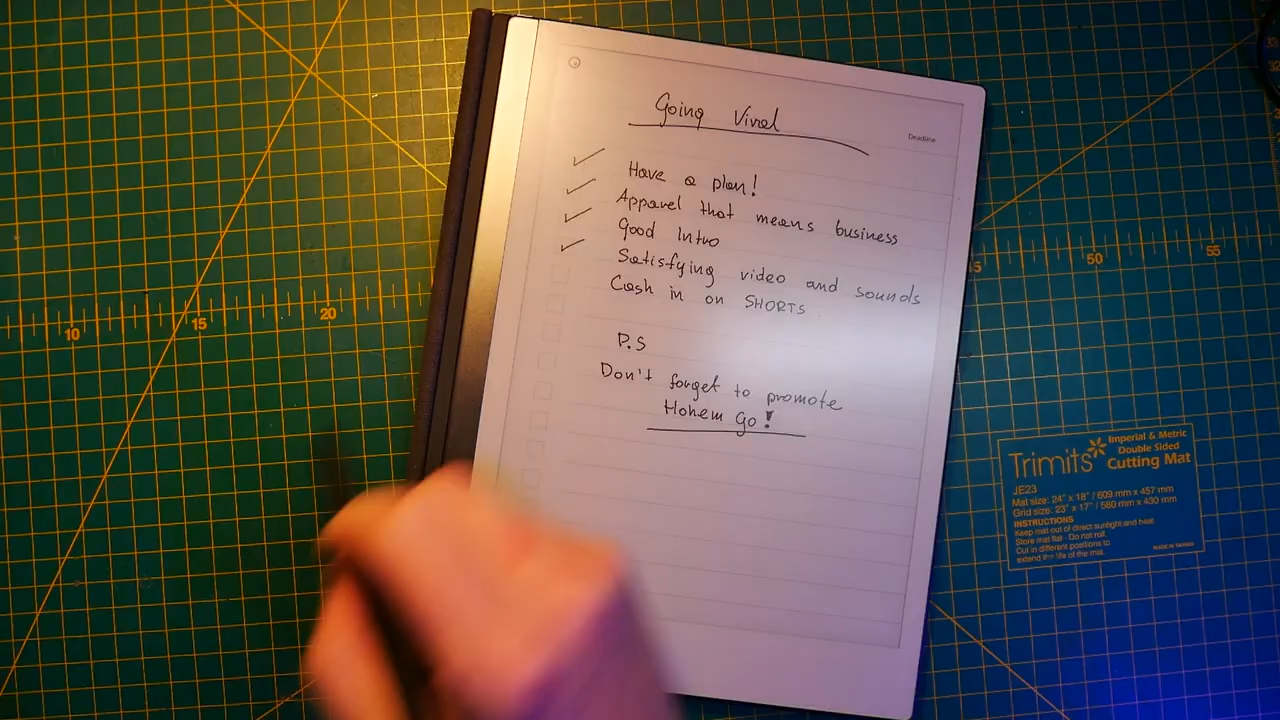 Going Viral
Deadline
Have a plan!
Apparel that means business
Good Intro
Satisfying video and sounds
Cash in on SHORTS
P.S
Don't forget to promote
Hohem Go!
10
15
20
45
50
55
Trimits
Imperial & Metric
Double Sided
Cutting Mat
JE23
Mat size: 24" x 18" / 609 mm x 457 mm
Grid size: 23" x 17" / 580 mm x 430 mm
INSTRUCTIONS
Keep mat out of direct sunlight and heat
Store mat flat · Do not roll.
Cut in different positions to
extend the life of the mat.
MADE IN TAIWAN